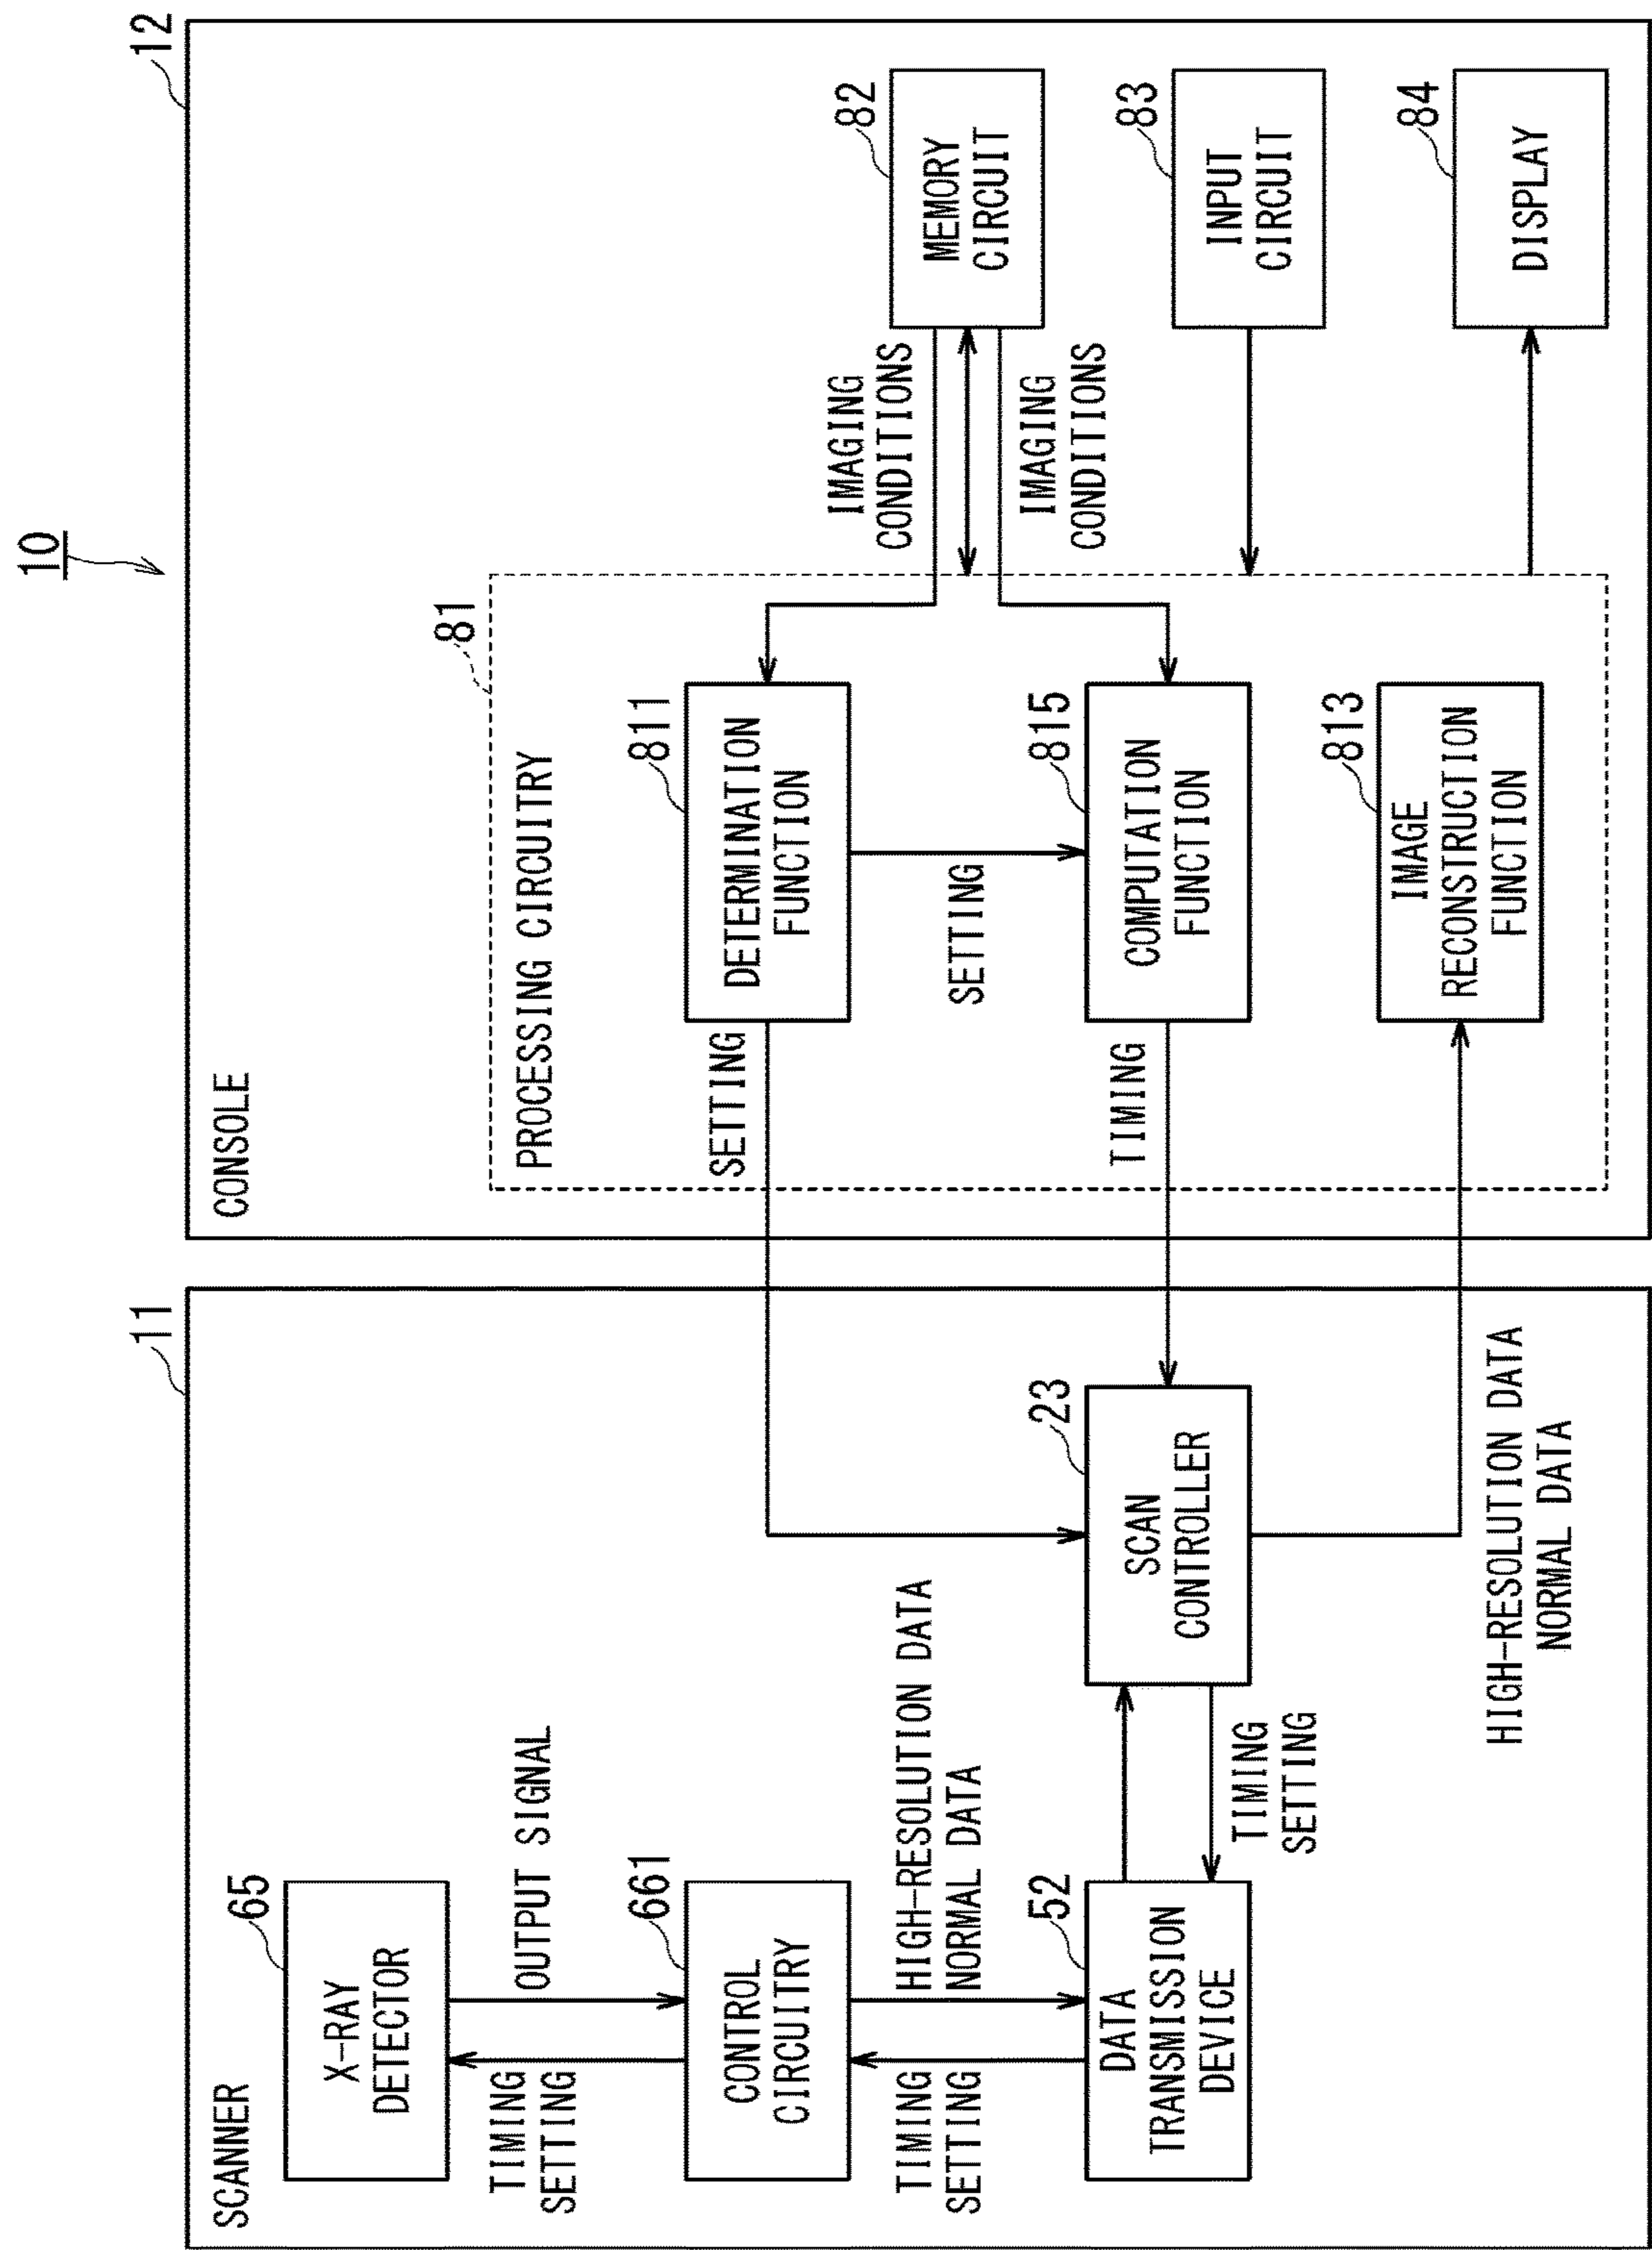 10
11
SCANNER
65
X-RAY
DETECTOR
TIMING
SETTING
OUTPUT SIGNAL
661
CONTROL
CIRCUITRY
TIMING
SETTING
HIGH-RESOLUTION DATA
NORMAL DATA
52
DATA
TRANSMISSION
DEVICE
TIMING
SETTING
23
SCAN
CONTROLLER
HIGH-RESOLUTION DATA
NORMAL DATA
12
CONSOLE
81
PROCESSING CIRCUITRY
SETTING
811
DETERMINATION
FUNCTION
SETTING
TIMING
815
COMPUTATION
FUNCTION
813
IMAGE
RECONSTRUCTION
FUNCTION
IMAGING
CONDITIONS
IMAGING
CONDITIONS
82
MEMORY
CIRCUIT
83
INPUT
CIRCUIT
84
DISPLAY